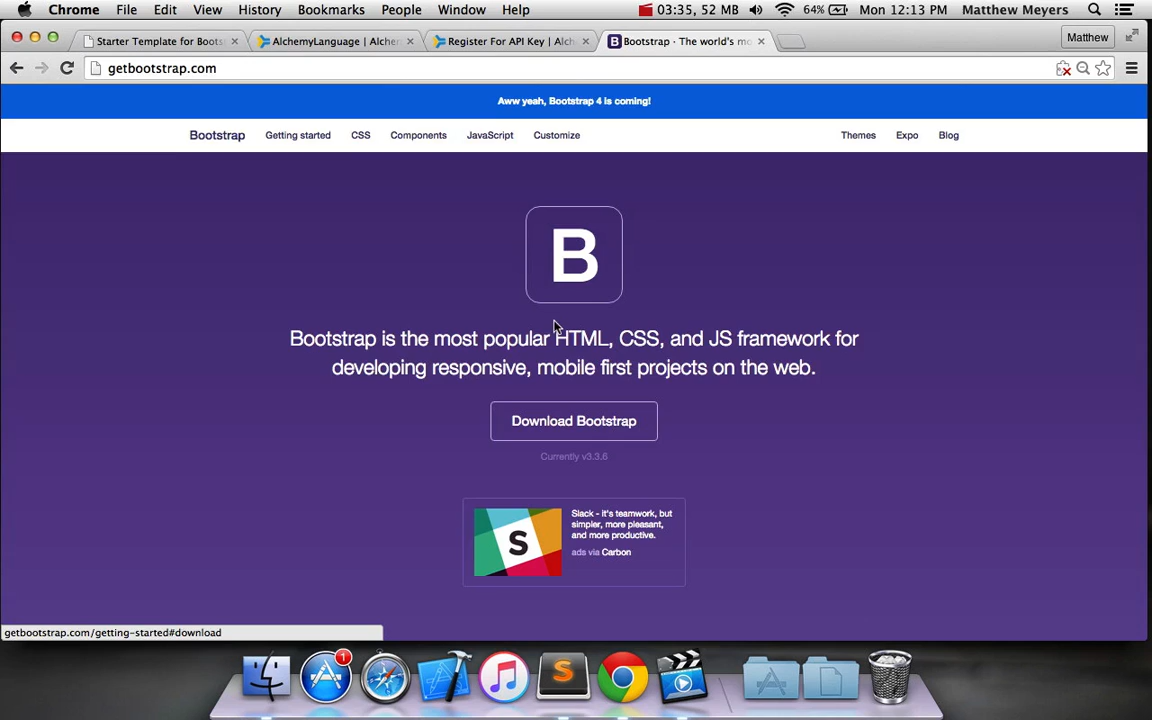 Chrome File Edit View History Bookmarks People Window Help 03:35, 52 MB 64% Mon 12:13 PM Matthew Meyers
Starter Template for Boots AlchemyLanguage | Alchem Register For API Key | Alch Bootstrap · The world's mo Matthew
getbootstrap.com
Aww yeah, Bootstrap 4 is coming!
Bootstrap Getting started CSS Components JavaScript Customize Themes Expo Blog
B
Bootstrap is the most popular HTML, CSS, and JS framework for
developing responsive, mobile first projects on the web.
Download Bootstrap
Currently v3.3.6
S
Slack - it's teamwork, but
simpler, more pleasant,
and more productive.
ads via Carbon
getbootstrap.com/getting-started#download
1
S